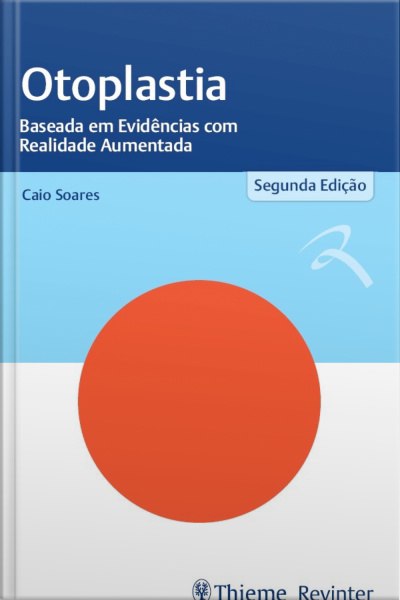 Otoplastia
Baseada em Evidências com
Realidade Aumentada
Segunda Edição
Caio Soares
Thieme Revinter